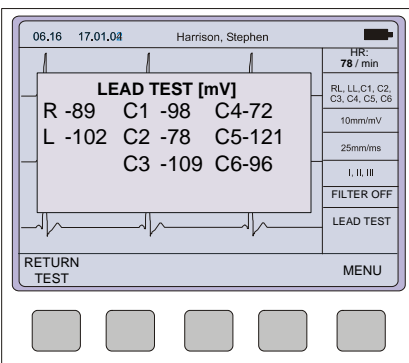 06.16 17.01.02 Harrison, Stephen
HR:
78 / min
RL, LL,C1, C2,
C3, C4, C5, C6
10mm/mV
25mm/ms
I, II, III
FILTER OFF
LEAD TEST
LEAD TEST [mV]
R -89 C1 -98 C4-72
L -102 C2 -78 C5-121
C3 -109 C6-96
RETURN
TEST
MENU